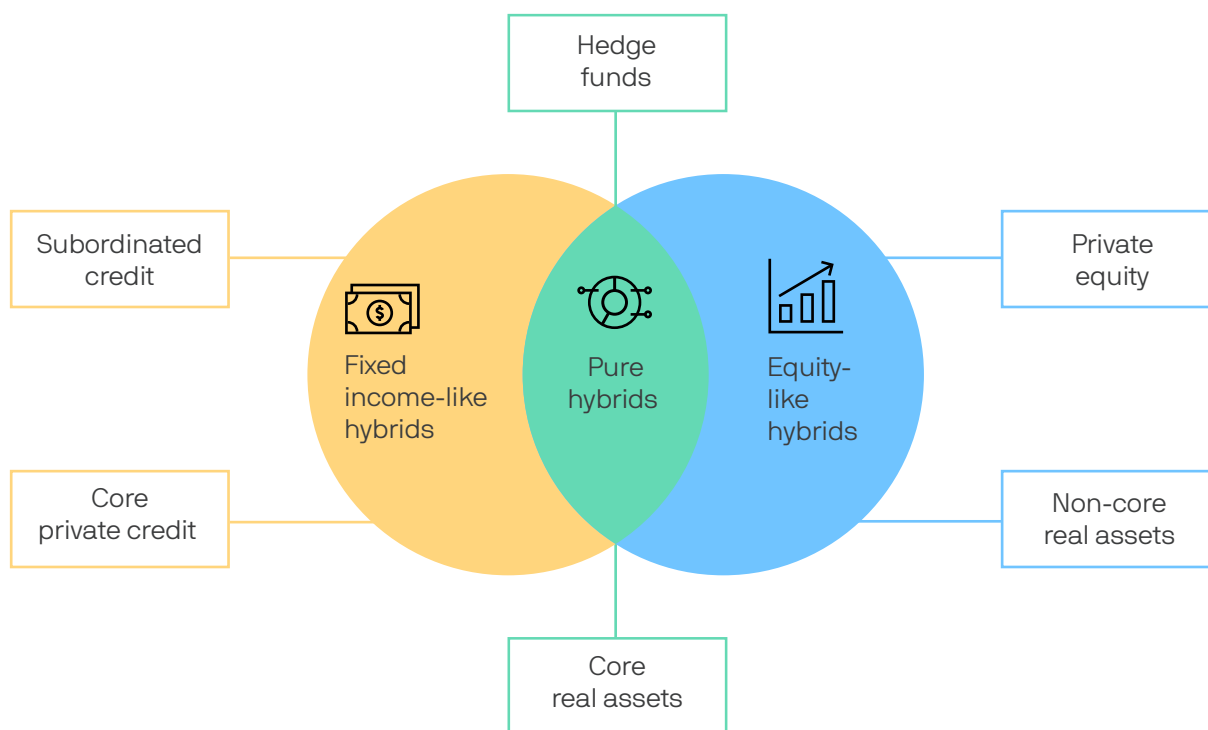 Hedge
funds
Subordinated
credit
Private
equity
$
Fixed
income-like
hybrids
Pure
hybrids
Equity-
like
hybrids
Core
private credit
Non-core
real assets
Core
real assets